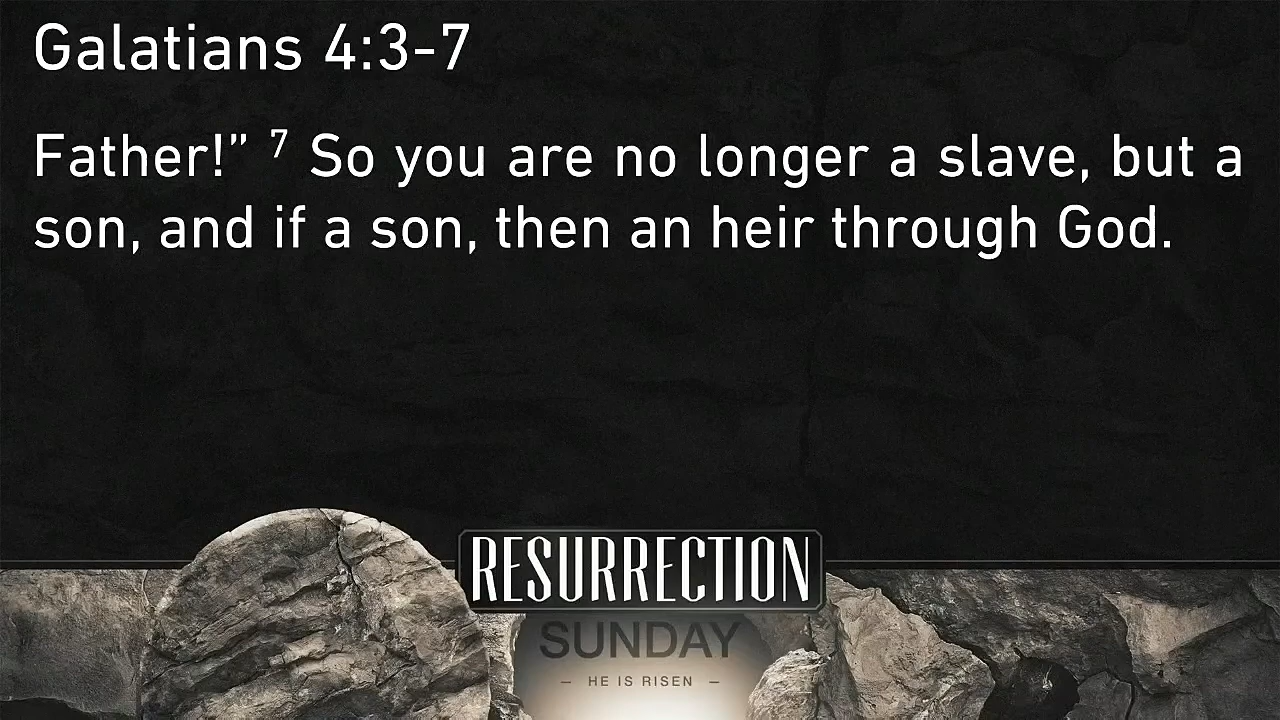 Galatians 4:3-7
Father!” ⁷ So you are no longer a slave, but a
son, and if a son, then an heir through God.
RESURRECTION
SUNDAY
– HE IS RISEN –